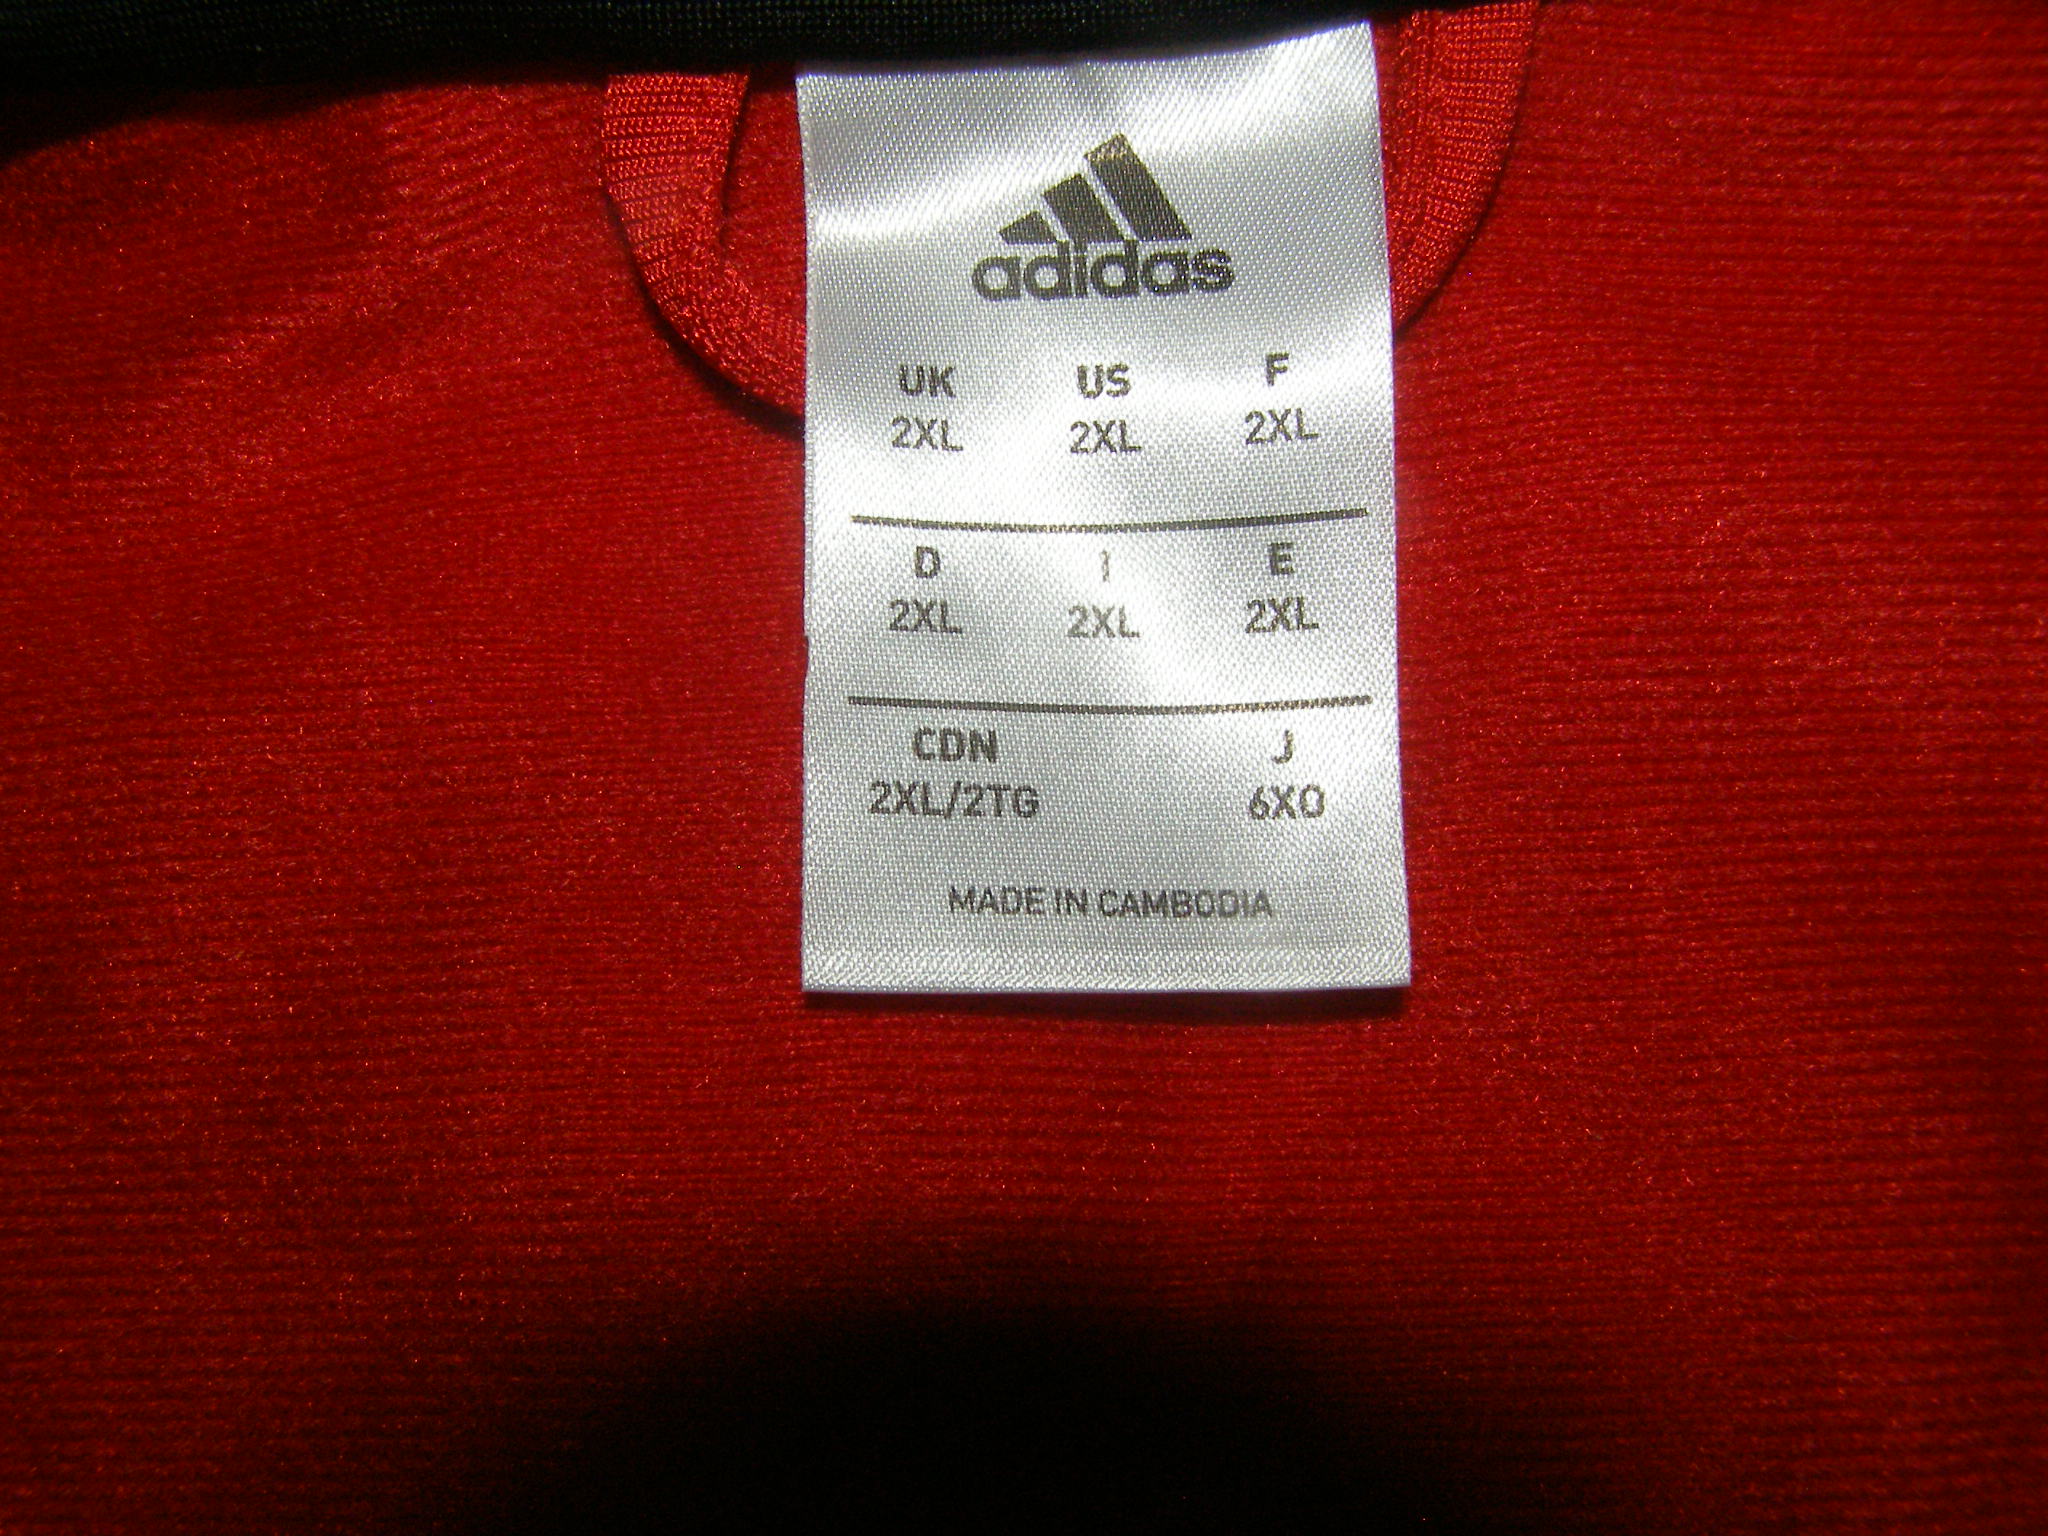 adidas
UK US F
2XL 2XL 2XL
D I E
2XL 2XL 2XL
CDN J
2XL/2TG 6XO
MADE IN CAMBODIA